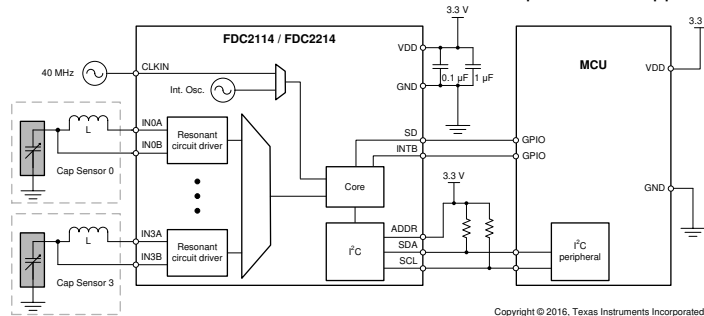 3.3 V
3.3
FDC2114 / FDC2214
MCU
VDD
VDD
CLKIN
40 MHz
0.1 µF
1 µF
Int. Osc.
GND
L
IN0A
IN0B
Resonant
circuit driver
Cap Sensor 0
SD
INTB
GPIO
GPIO
Core
3.3 V
GND
L
IN3A
IN3B
Resonant
circuit driver
Cap Sensor 3
I²C
ADDR
SDA
SCL
I²C
peripheral
Copyright © 2016, Texas Instruments Incorporated